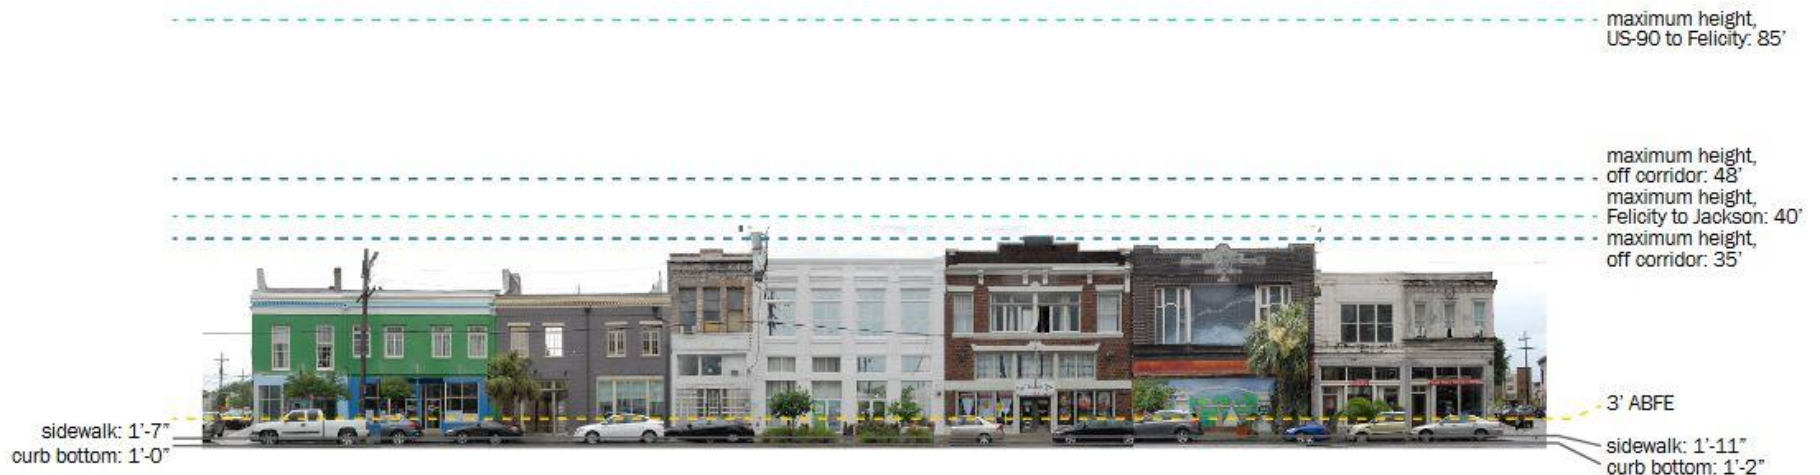 maximum height,
US-90 to Felicity: 85'
maximum height,
off corridor: 48'
maximum height,
Felicity to Jackson: 40'
maximum height,
off corridor: 35'
3' ABFE
sidewalk: 1'-7"
curb bottom: 1'-0"
sidewalk: 1'-11"
curb bottom: 1'-2"